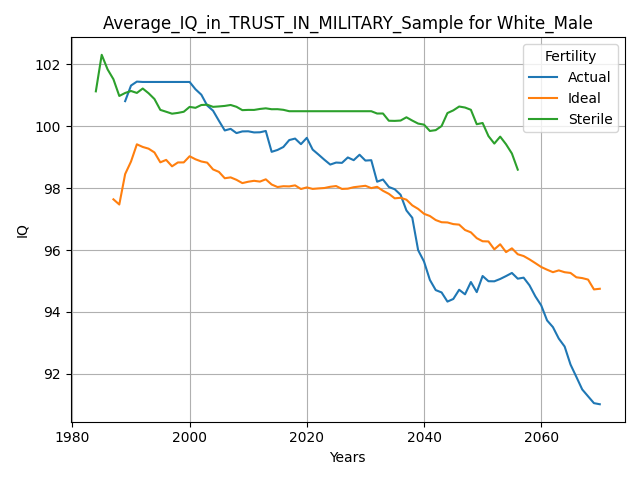 Average_IQ_in_TRUST_IN_MILITARY_Sample for White_Male
Fertility
Actual
Ideal
Sterile
IQ
102
100
98
96
94
92
1980
2000
2020
2040
2060
Years